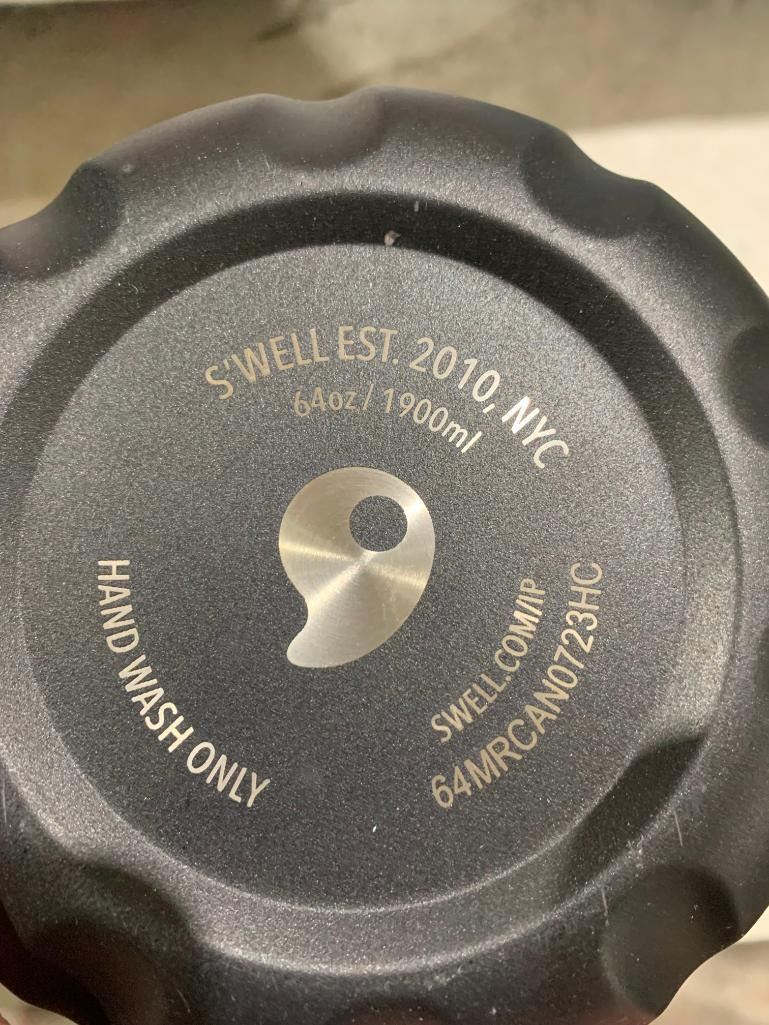 S'WELL EST. 2010, NYC
64oz / 1900ml
HAND WASH ONLY
SWELL.COM/IP
64MRCAN0723HC